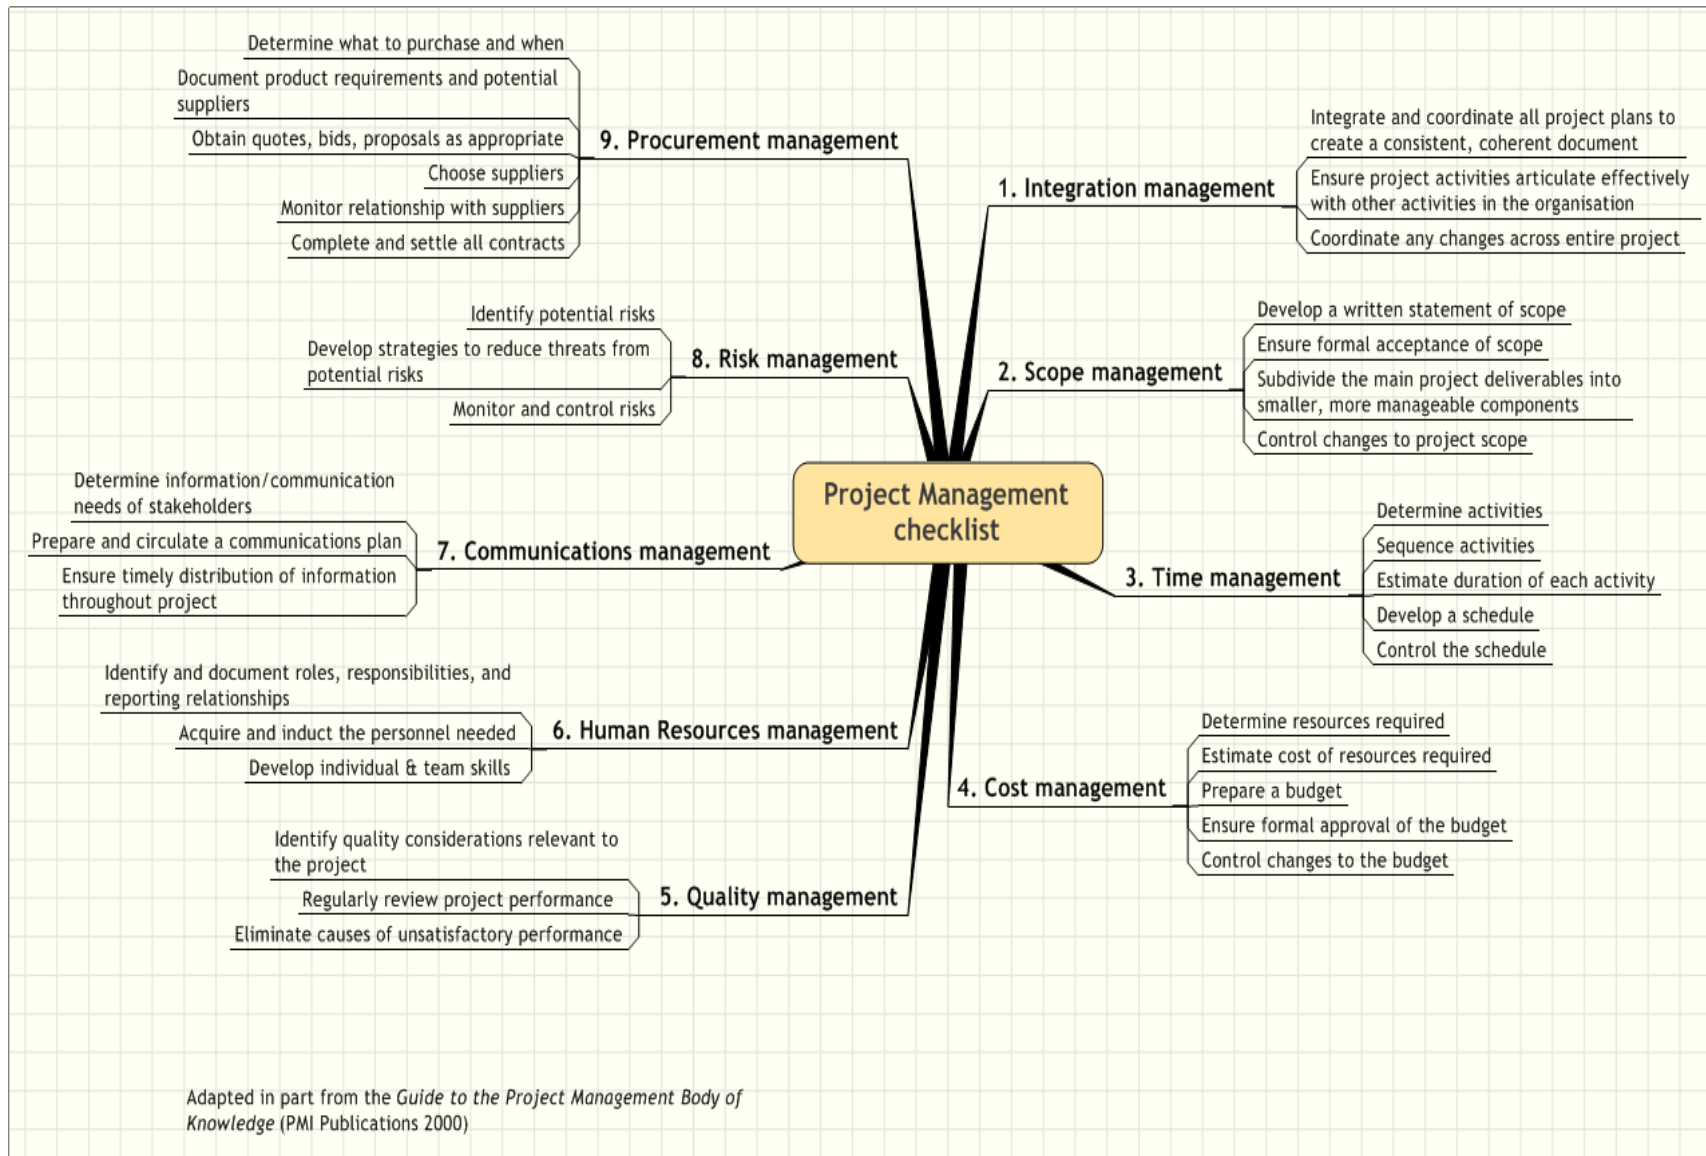 Project Management
checklist
1. Integration management
Integrate and coordinate all project plans to
create a consistent, coherent document
Ensure project activities articulate effectively
with other activities in the organisation
Coordinate any changes across entire project
2. Scope management
Develop a written statement of scope
Ensure formal acceptance of scope
Subdivide the main project deliverables into
smaller, more manageable components
Control changes to project scope
3. Time management
Determine activities
Sequence activities
Estimate duration of each activity
Develop a schedule
Control the schedule
4. Cost management
Determine resources required
Estimate cost of resources required
Prepare a budget
Ensure formal approval of the budget
Control changes to the budget
5. Quality management
Identify quality considerations relevant to
the project
Regularly review project performance
Eliminate causes of unsatisfactory performance
6. Human Resources management
Identify and document roles, responsibilities, and
reporting relationships
Acquire and induct the personnel needed
Develop individual & team skills
7. Communications management
Determine information/communication
needs of stakeholders
Prepare and circulate a communications plan
Ensure timely distribution of information
throughout project
8. Risk management
Identify potential risks
Develop strategies to reduce threats from
potential risks
Monitor and control risks
9. Procurement management
Determine what to purchase and when
Document product requirements and potential
suppliers
Obtain quotes, bids, proposals as appropriate
Choose suppliers
Monitor relationship with suppliers
Complete and settle all contracts
Adapted in part from the Guide to the Project Management Body of
Knowledge (PMI Publications 2000)